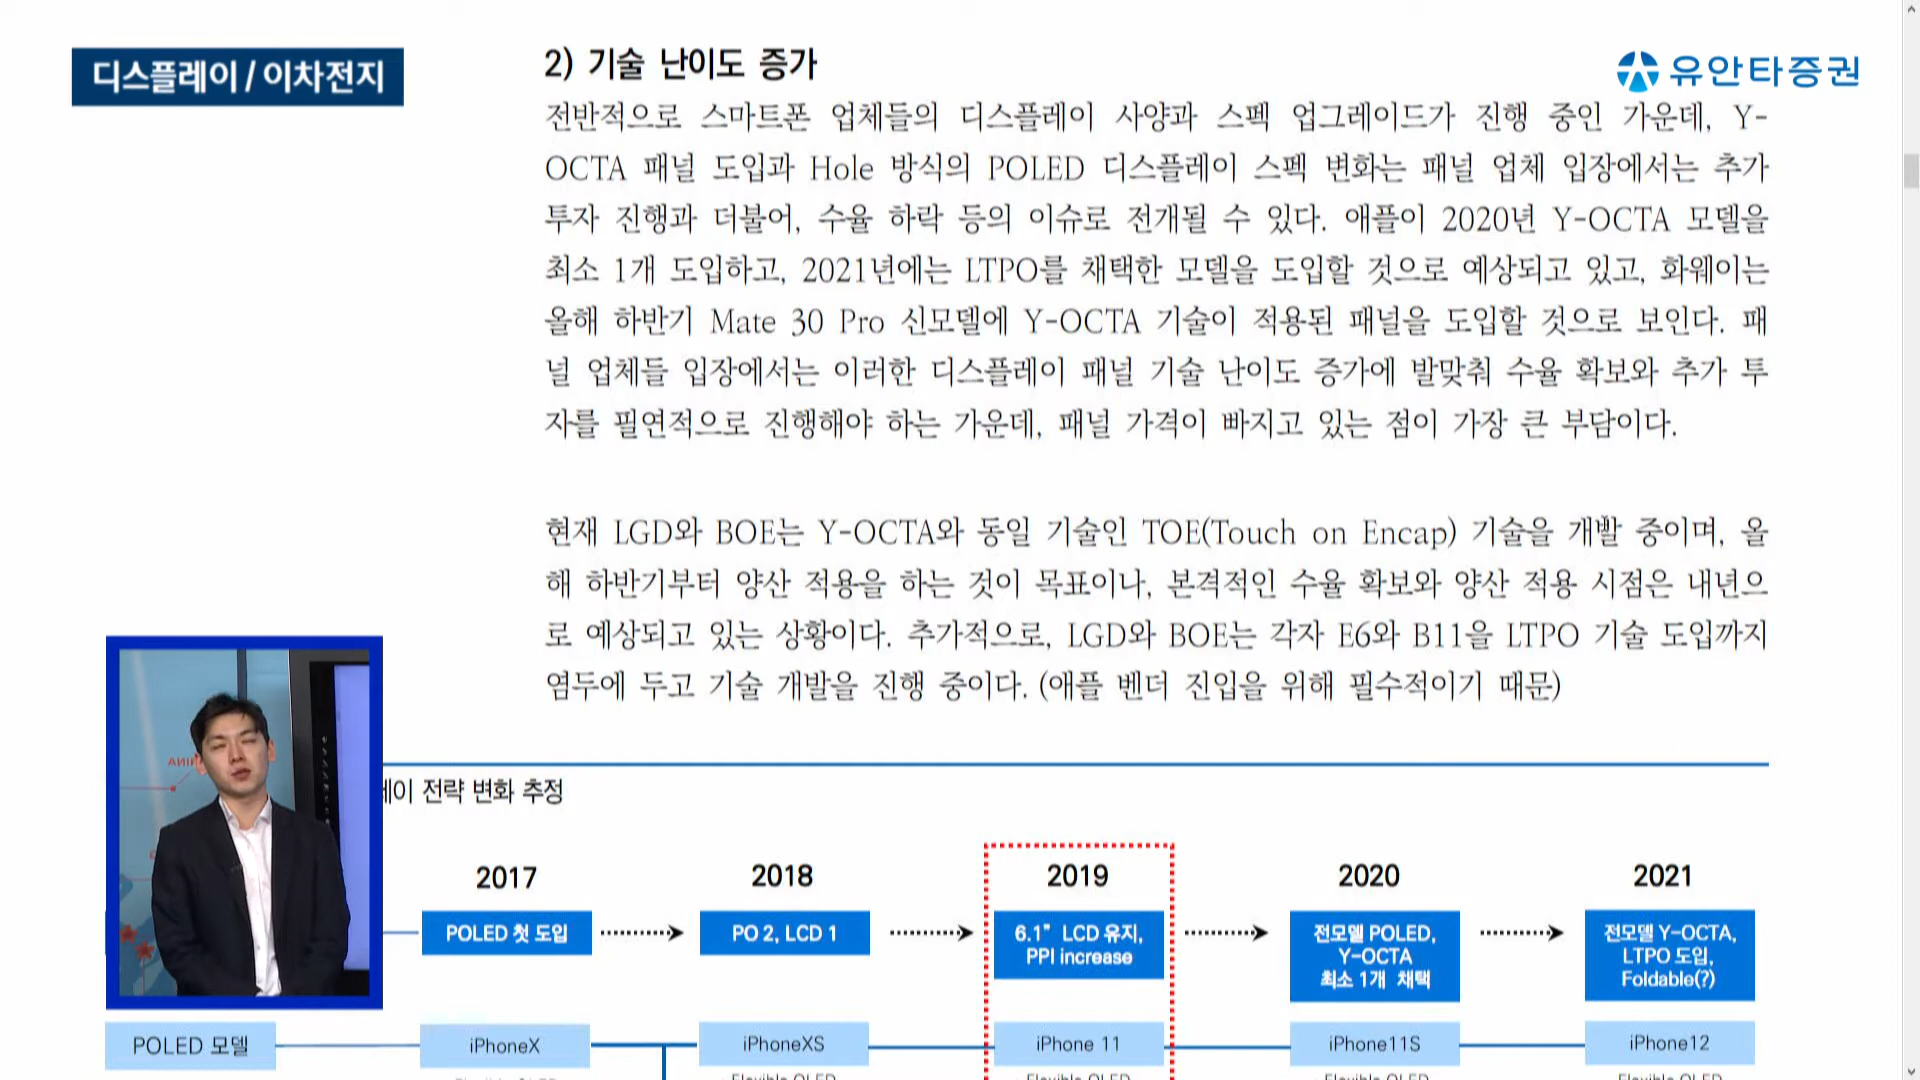 디스플레이 / 이차전지
유안타증권
2) 기술 난이도 증가
전반적으로 스마트폰 업체들의 디스플레이 사양과 스펙 업그레이드가 진행 중인 가운데, Y-
OCTA 패널 도입과 Hole 방식의 POLED 디스플레이 스펙 변화는 패널 업체 입장에서는 추가
투자 진행과 더불어, 수율 하락 등의 이슈로 전개될 수 있다. 애플이 2020년 Y-OCTA 모델을
최소 1개 도입하고, 2021년에는 LTPO를 채택한 모델을 도입할 것으로 예상되고 있고, 화웨이는
올해 하반기 Mate 30 Pro 신모델에 Y-OCTA 기술이 적용된 패널을 도입할 것으로 보인다. 패
널 업체들 입장에서는 이러한 디스플레이 패널 기술 난이도 증가에 발맞춰 수율 확보와 추가 투
자를 필연적으로 진행해야 하는 가운데, 패널 가격이 빠지고 있는 점이 가장 큰 부담이다.
현재 LGD와 BOE는 Y-OCTA와 동일 기술인 TOE(Touch on Encap) 기술을 개발 중이며, 올
해 하반기부터 양산 적용을 하는 것이 목표이나, 본격적인 수율 확보와 양산 적용 시점은 내년으
로 예상되고 있는 상황이다. 추가적으로, LGD와 BOE는 각자 E6와 B11을 LTPO 기술 도입까지
염두에 두고 기술 개발을 진행 중이다. (애플 벤더 진입을 위해 필수적이기 때문)
레이 전략 변화 추정
2017
2018
2019
2020
2021
POLED 첫 도입
PO 2, LCD 1
6.1” LCD 유지,
PPI increase
전모델 POLED,
Y-OCTA
최소 1개 채택
전모델 Y-OCTA,
LTPO 도입,
Foldable(?)
POLED 모델
iPhoneX
iPhoneXS
iPhone 11
iPhone11S
iPhone12